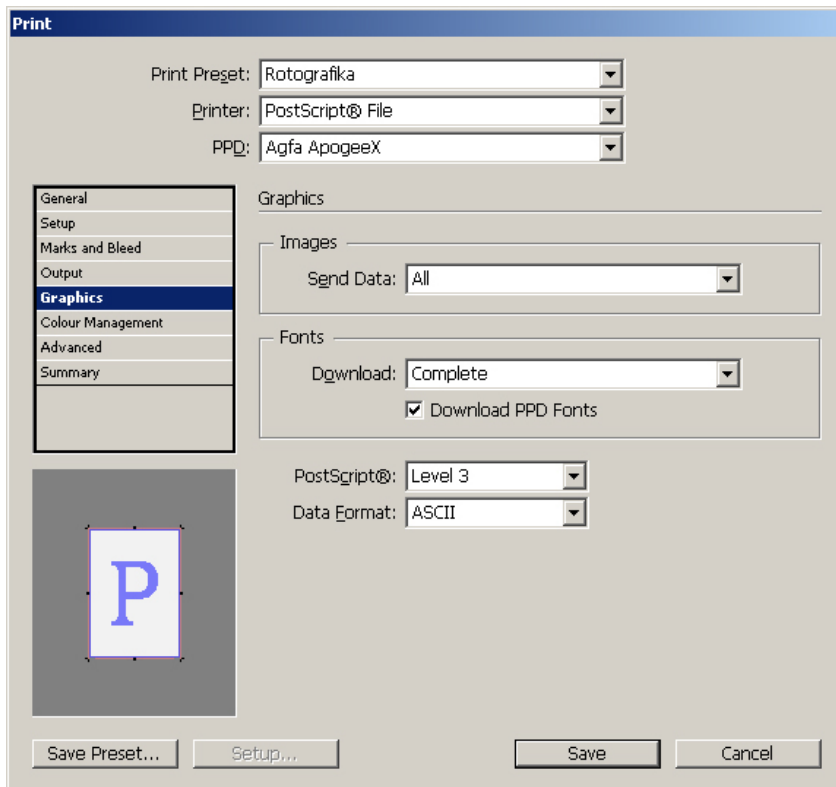 Print
Print Preset: Rotografika
Printer: PostScript® File
PPD: Agfa ApogeeX
General
Setup
Marks and Bleed
Output
Graphics
Colour Management
Advanced
Summary
Graphics
Images
Send Data: All
Fonts
Download: Complete
Download PPD Fonts
PostScript®: Level 3
Data Format: ASCII
P
Save Preset...
Setup...
Save
Cancel